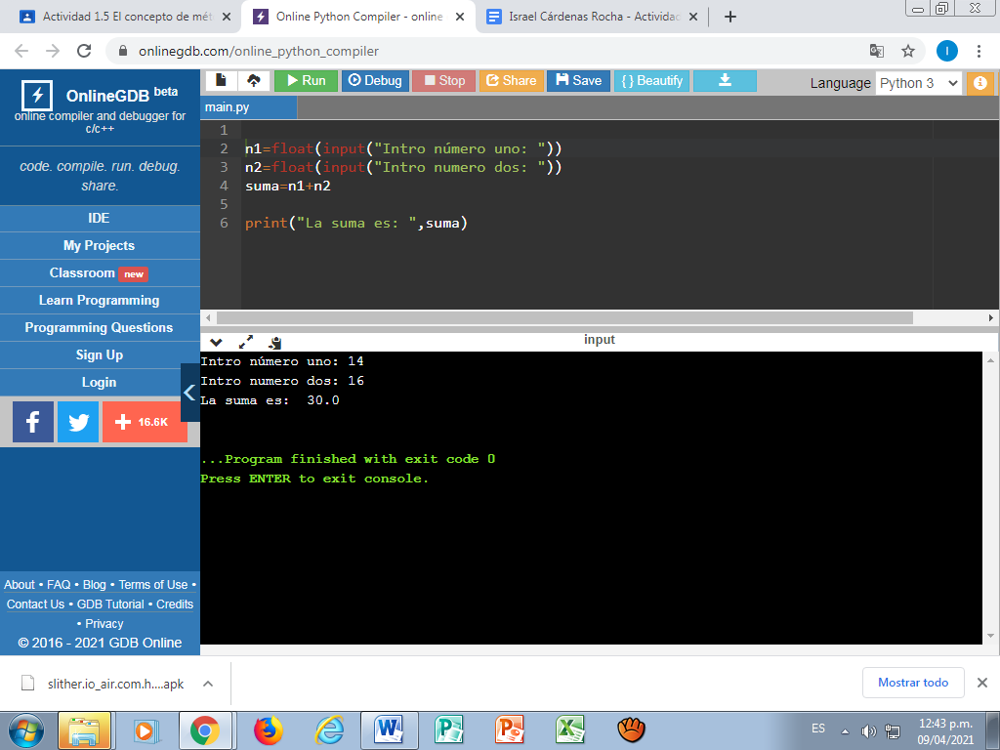 Actividad 1.5 El concepto de mét
Online Python Compiler - online
Israel Cárdenas Rocha - Actividad
onlinegdb.com/online_python_compiler
I
OnlineGDB beta
online compiler and debugger for
c/c++
code. compile. run. debug.
share.
IDE
My Projects
Classroom new
Learn Programming
Programming Questions
Sign Up
Login
f
16.6K
About • FAQ • Blog • Terms of Use •
Contact Us • GDB Tutorial • Credits
• Privacy
© 2016 - 2021 GDB Online
Run Debug Stop Share Save { } Beautify
Language Python 3
main.py
1
2 n1=float(input("Intro número uno: "))
3 n2=float(input("Intro numero dos: "))
4 suma=n1+n2
5
6 print("La suma es: ",suma)
input
Intro número uno: 14
Intro numero dos: 16
La suma es:  30.0
...Program finished with exit code 0
Press ENTER to exit console.
slither.io_air.com.h....apk
Mostrar todo
ES
12:43 p.m.
09/04/2021